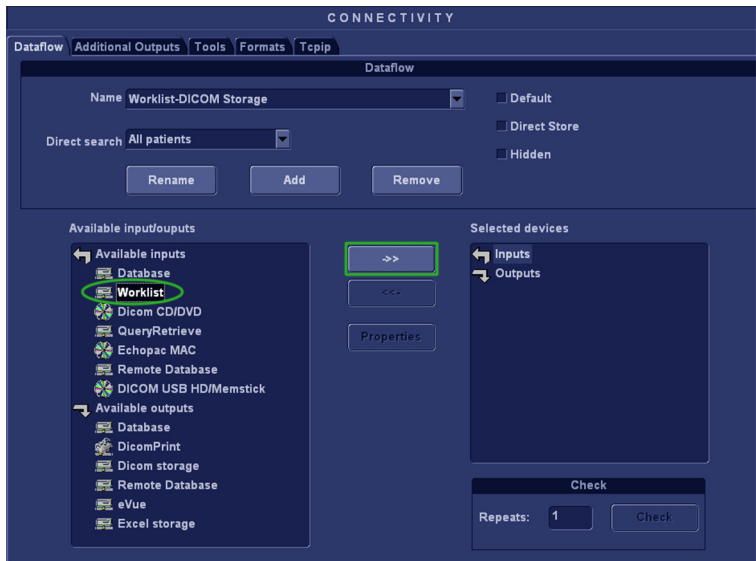 CONNECTIVITY
Dataflow Additional Outputs Tools Formats Tcpip
Dataflow
Name Worklist-DICOM Storage
Default
Direct Store
Direct search All patients
Hidden
Rename Add Remove
Available input/ouputs
Selected devices
Available inputs
Database
Worklist
Dicom CD/DVD
QueryRetrieve
Echopac MAC
Remote Database
DICOM USB HD/Memstick
Available outputs
Database
DicomPrint
Dicom storage
Remote Database
eVue
Excel storage
->>
<<-
Properties
Inputs
Outputs
Check
Repeats: 1 Check